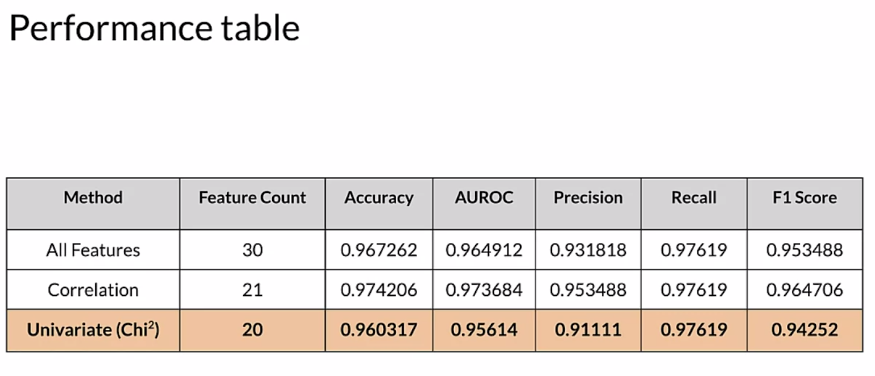 Performance table
Method Feature Count Accuracy AUROC Precision Recall F1 Score
All Features 30 0.967262 0.964912 0.931818 0.97619 0.953488
Correlation 21 0.974206 0.973684 0.953488 0.97619 0.964706
Univariate (Chi²) 20 0.960317 0.95614 0.91111 0.97619 0.94252